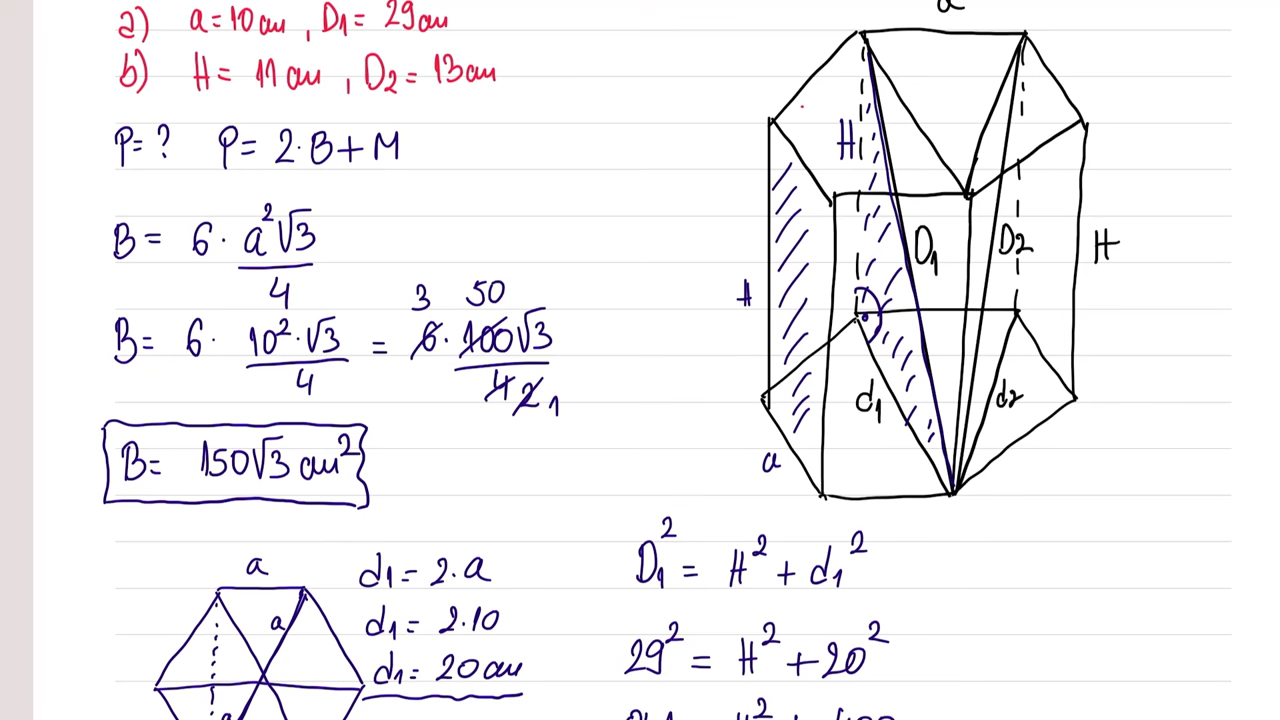 a) a = 10 cm, D₁ = 29 cm
b) H = 11 cm, D₂ = 13 cm
P = ? P = 2·B + M
B = 6 · a²√3/4
B = 6 · 10²·√3/4 = 6·100√3/4 3 50 2 1
B = 150√3 cm²
a
H
D₁
D2
H
H
d₁
d2
a
a
a
a
d₁ = 2.a
d₁ = 2.10
d₁ = 20 cm
D₁² = H² + d₁²
29² = H² + 20²